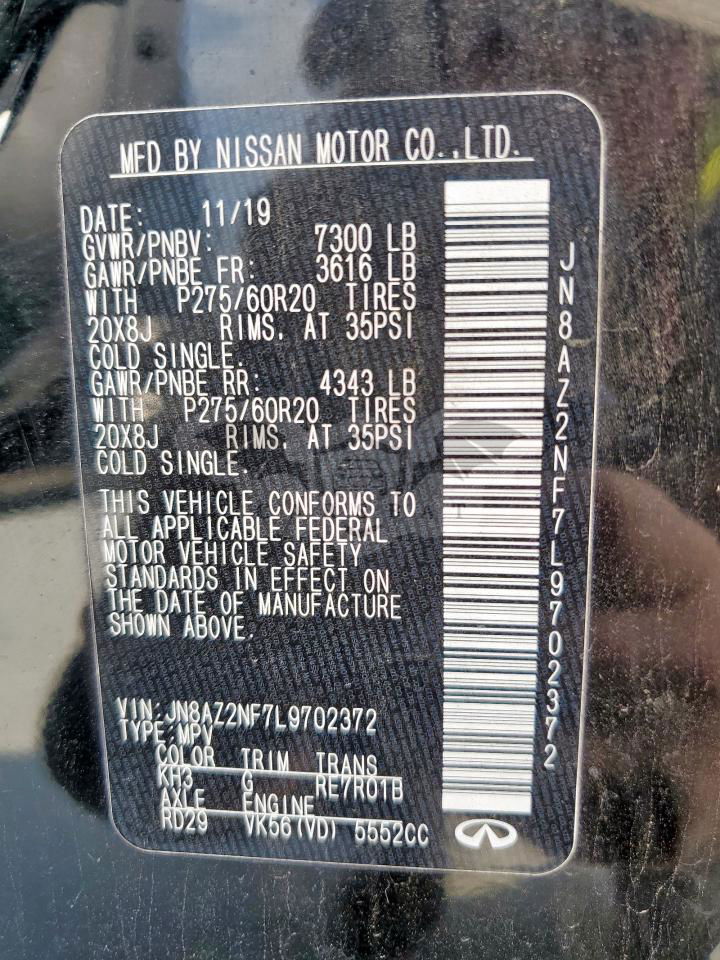 MFD BY NISSAN MOTOR CO.,LTD.
DATE: 11/19
GVWR/PNBV: 7300 LB
GAWR/PNBE FR: 3616 LB
WITH P275/60R20 TIRES
20X8J RIMS. AT 35PSI
COLD SINGLE.
GAWR/PNBE RR: 4343 LB
WITH P275/60R20 TIRES
20X8J RIMS. AT 35PSI
COLD SINGLE.
THIS VEHICLE CONFORMS TO
ALL APPLICABLE FEDERAL
MOTOR VEHICLE SAFETY
STANDARDS IN EFFECT ON
THE DATE OF MANUFACTURE
SHOWN ABOVE.
VIN: JN8AZ2NF7L9702372
TYPE: MPV
COLOR TRIM TRANS
KH3 G RE7R01B
AXLE ENGINE
RD29 VK56(VD) 5552CC
JN8AZ2NF7L9702372